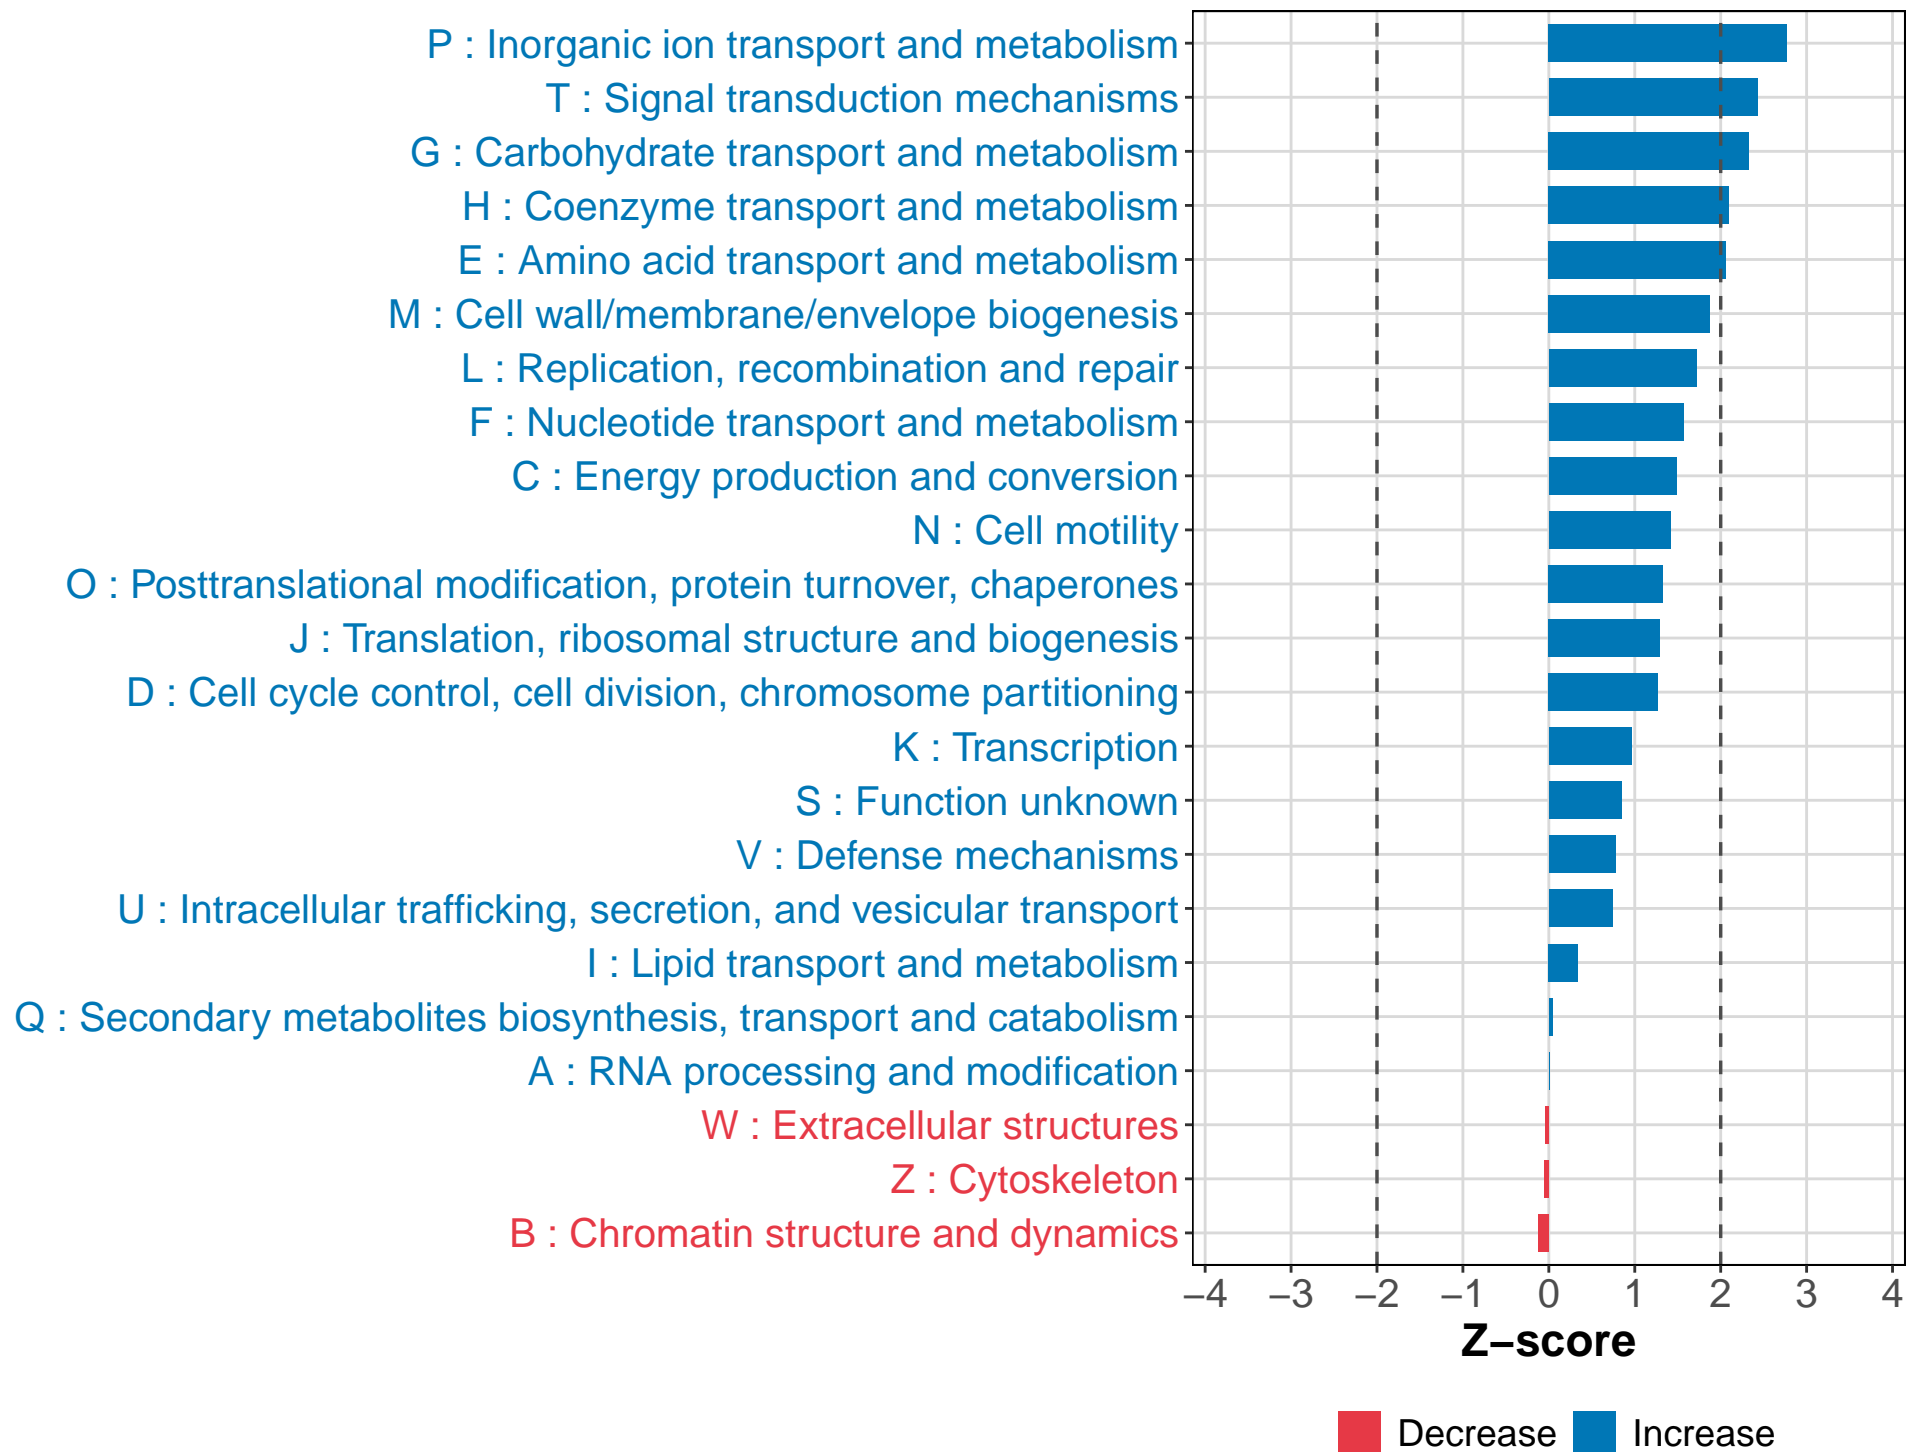 P : Inorganic ion transport and metabolism
T : Signal transduction mechanisms
G : Carbohydrate transport and metabolism
H : Coenzyme transport and metabolism
E : Amino acid transport and metabolism
M : Cell wall/membrane/envelope biogenesis
L : Replication, recombination and repair
F : Nucleotide transport and metabolism
C : Energy production and conversion
N : Cell motility
O : Posttranslational modification, protein turnover, chaperones
J : Translation, ribosomal structure and biogenesis
D : Cell cycle control, cell division, chromosome partitioning
K : Transcription
S : Function unknown
V : Defense mechanisms
U : Intracellular trafficking, secretion, and vesicular transport
I : Lipid transport and metabolism
Q : Secondary metabolites biosynthesis, transport and catabolism
A : RNA processing and modification
W : Extracellular structures
Z : Cytoskeleton
B : Chromatin structure and dynamics
−4 −3 −2 −1 0 1 2 3 4
Z−score
Decrease Increase